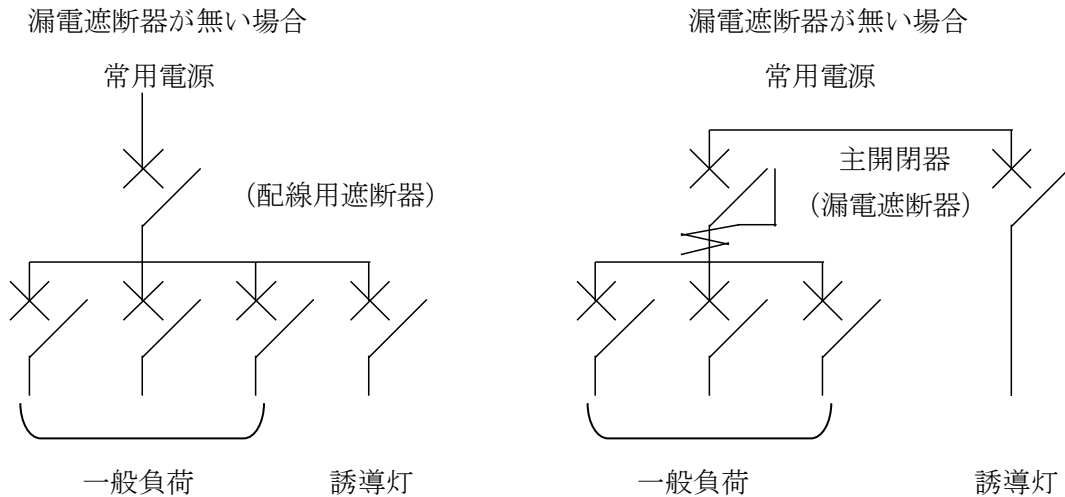 漏電遮断器が無い場合
常用電源
（配線用遮断器）
一般負荷
誘導灯
漏電遮断器が無い場合
常用電源
主開閉器
（漏電遮断器）
一般負荷
誘導灯